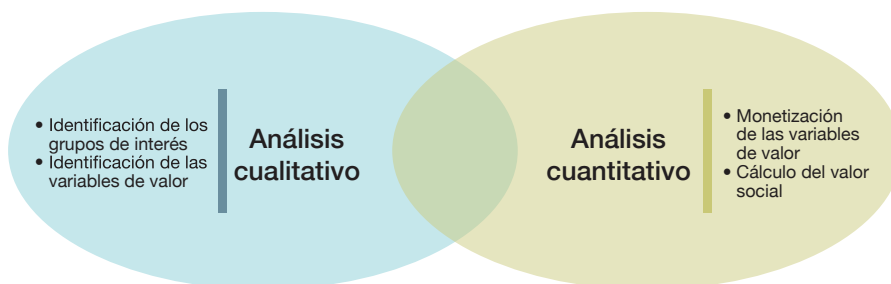 • Identificación de los
grupos de interés
• Identificación de las
variables de valor
Análisis
cualitativo
Análisis
cuantitativo
• Monetización
de las variables
de valor
• Cálculo del valor
social